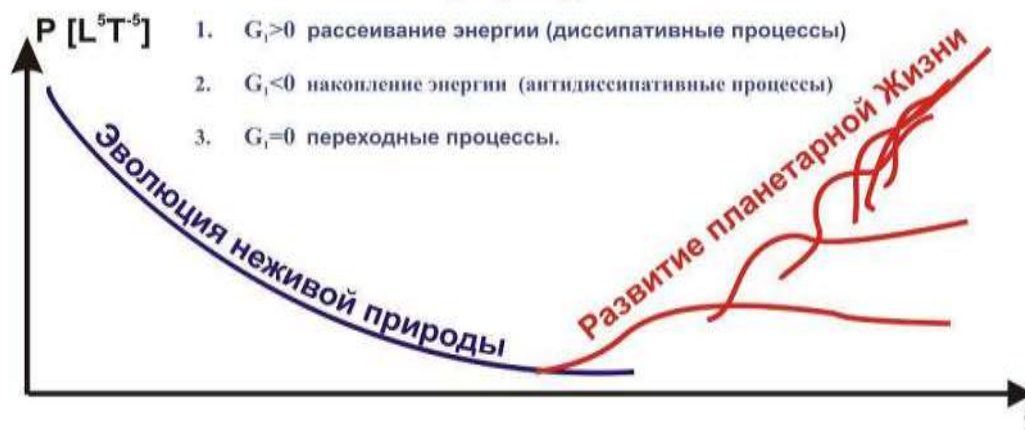 P [L⁵T⁻⁵]
1. G₁>0 рассеивание энергии (диссипативные процессы)
2. G₁<0 накопление энергии (антидиссипативные процессы)
3. G₁=0 переходные процессы.
Эволюция неживой природы
Развитие планетарной Жизни